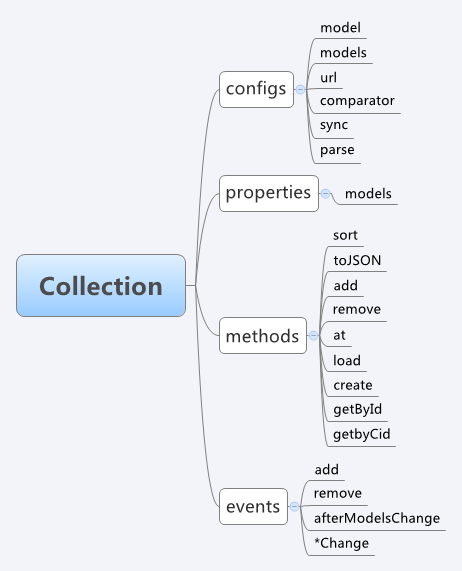 Collection
configs
model
models
url
comparator
sync
parse
properties
models
methods
sort
toJSON
add
remove
at
load
create
getById
getbyCid
events
add
remove
afterModelsChange
*Change